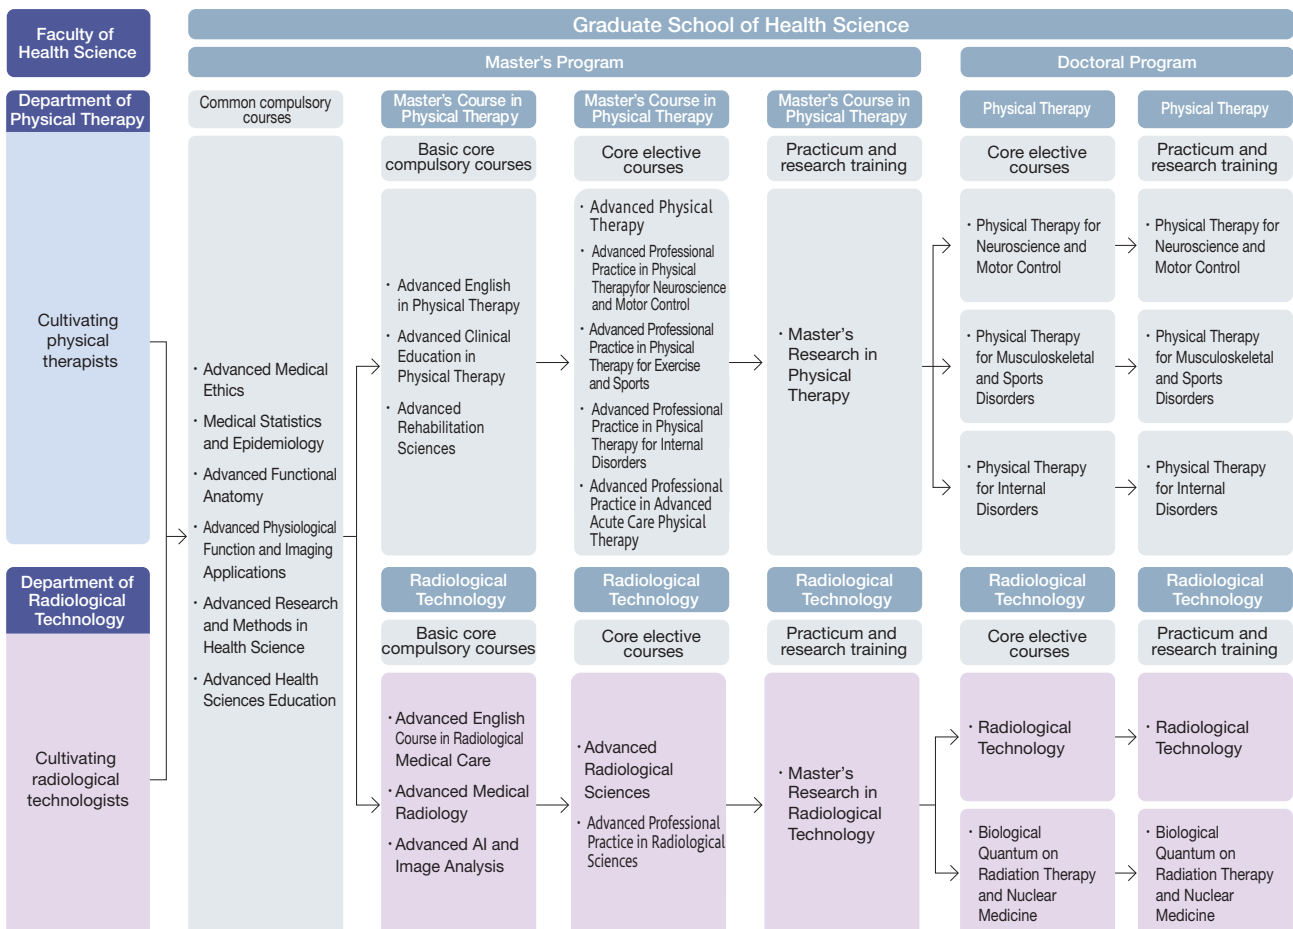 Faculty of
Health Science
Graduate School of Health Science
Master's Program
Doctoral Program
Department of
Physical Therapy
Cultivating
physical
therapists
Department of
Radiological
Technology
Cultivating
radiological
technologists
Common compulsory
courses
・Advanced Medical
Ethics
・Medical Statistics
and Epidemiology
・Advanced Functional
Anatomy
・Advanced Physiological
Function and Imaging
Applications
・Advanced Research
and Methods in
Health Science
・Advanced Health
Sciences Education
Master's Course in
Physical Therapy
Basic core
compulsory courses
・Advanced English
in Physical Therapy
・Advanced Clinical
Education in
Physical Therapy
・Advanced
Rehabilitation
Sciences
Master's Course in
Physical Therapy
Core elective
courses
・Advanced Physical
Therapy
・Advanced Professional
Practice in Physical
Therapyfor Neuroscience
and Motor Control
・Advanced Professional
Practice in Physical
Therapy for Exercise
and Sports
・Advanced Professional
Practice in Physical
Therapy for Internal
Disorders
・Advanced Professional
Practice in Advanced
Acute Care Physical
Therapy
Master's Course in
Physical Therapy
Practicum and
research training
・Master's
Research in
Physical
Therapy
Physical Therapy
Core elective
courses
・Physical Therapy for
Neuroscience and
Motor Control
・Physical Therapy
for Musculoskeletal
and Sports
Disorders
・Physical Therapy
for Internal
Disorders
Physical Therapy
Practicum and
research training
・Physical Therapy for
Neuroscience and
Motor Control
・Physical Therapy
for Musculoskeletal
and Sports
Disorders
・Physical Therapy
for Internal
Disorders
Radiological
Technology
Basic core
compulsory courses
・Advanced English
Course in Radiological
Medical Care
・Advanced Medical
Radiology
・Advanced AI and
Image Analysis
Radiological
Technology
Core elective
courses
・Advanced
Radiological
Sciences
・Advanced Professional
Practice in Radiological
Sciences
Radiological
Technology
Practicum and
research training
・Master's
Research in
Radiological
Technology
Radiological
Technology
Core elective
courses
・Radiological
Technology
・Biological
Quantum on
Radiation Therapy
and Nuclear
Medicine
Radiological
Technology
Practicum and
research training
・Radiological
Technology
・Biological
Quantum on
Radiation Therapy
and Nuclear
Medicine